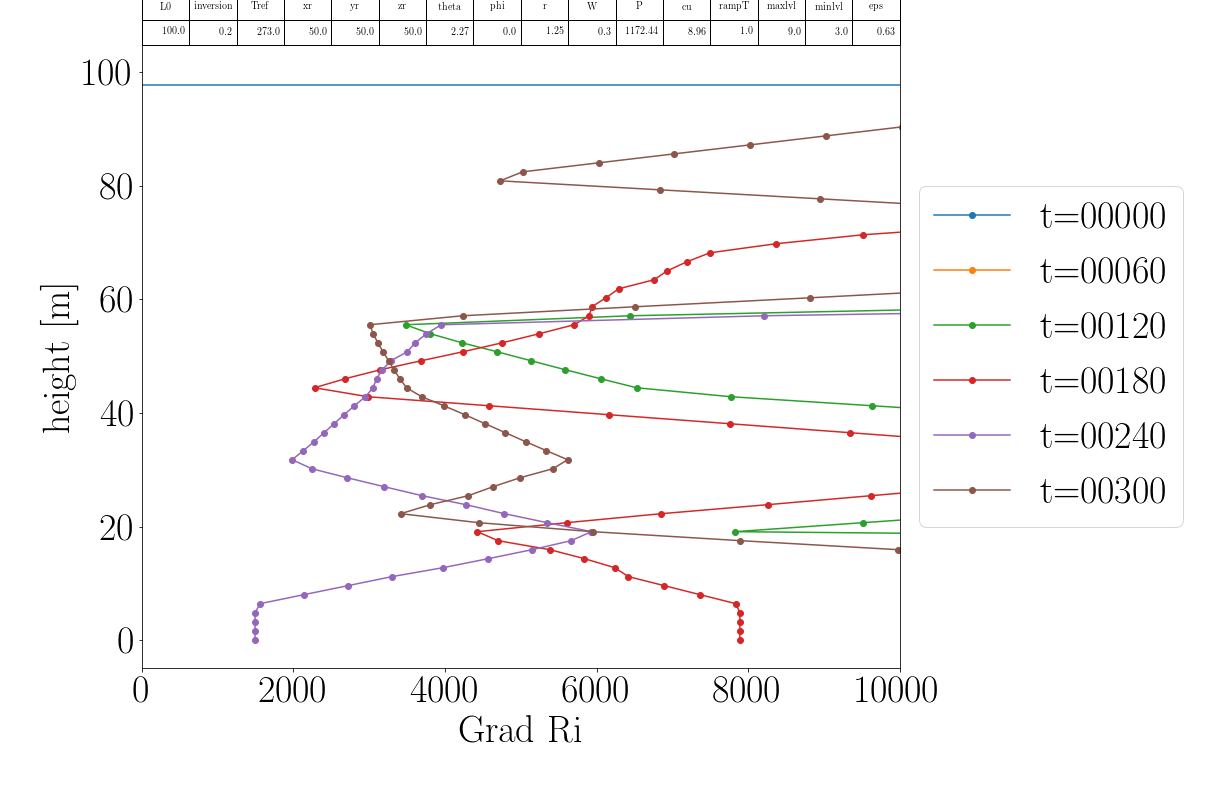 L0 inversion Tref xr yr zr theta phi r W P cu rampT maxlvl minlvl eps
100.0 0.2 273.0 50.0 50.0 50.0 2.27 0.0 1.25 0.3 1172.44 8.96 1.0 9.0 3.0 0.63
100
80
60
40
20
0
height [m]
0 2000 4000 6000 8000 10000
Grad Ri
t=00000
t=00060
t=00120
t=00180
t=00240
t=00300